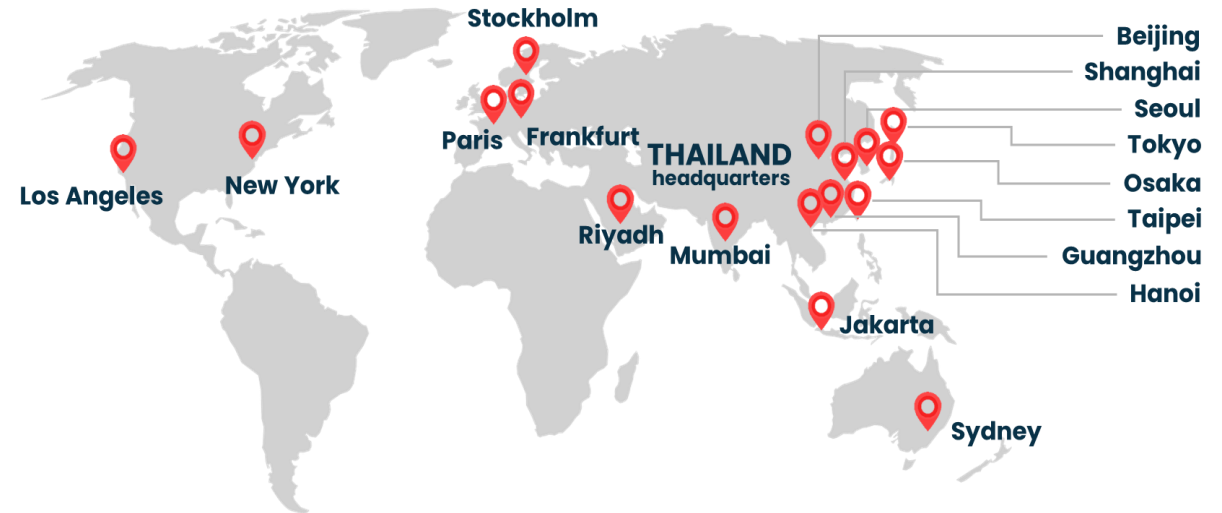 Stockholm
Beijing
Shanghai
Seoul
Paris
Frankfurt
Tokyo
THAILAND
headquarters
Los Angeles
New York
Osaka
Taipei
Riyadh
Mumbai
Guangzhou
Hanoi
Jakarta
Sydney